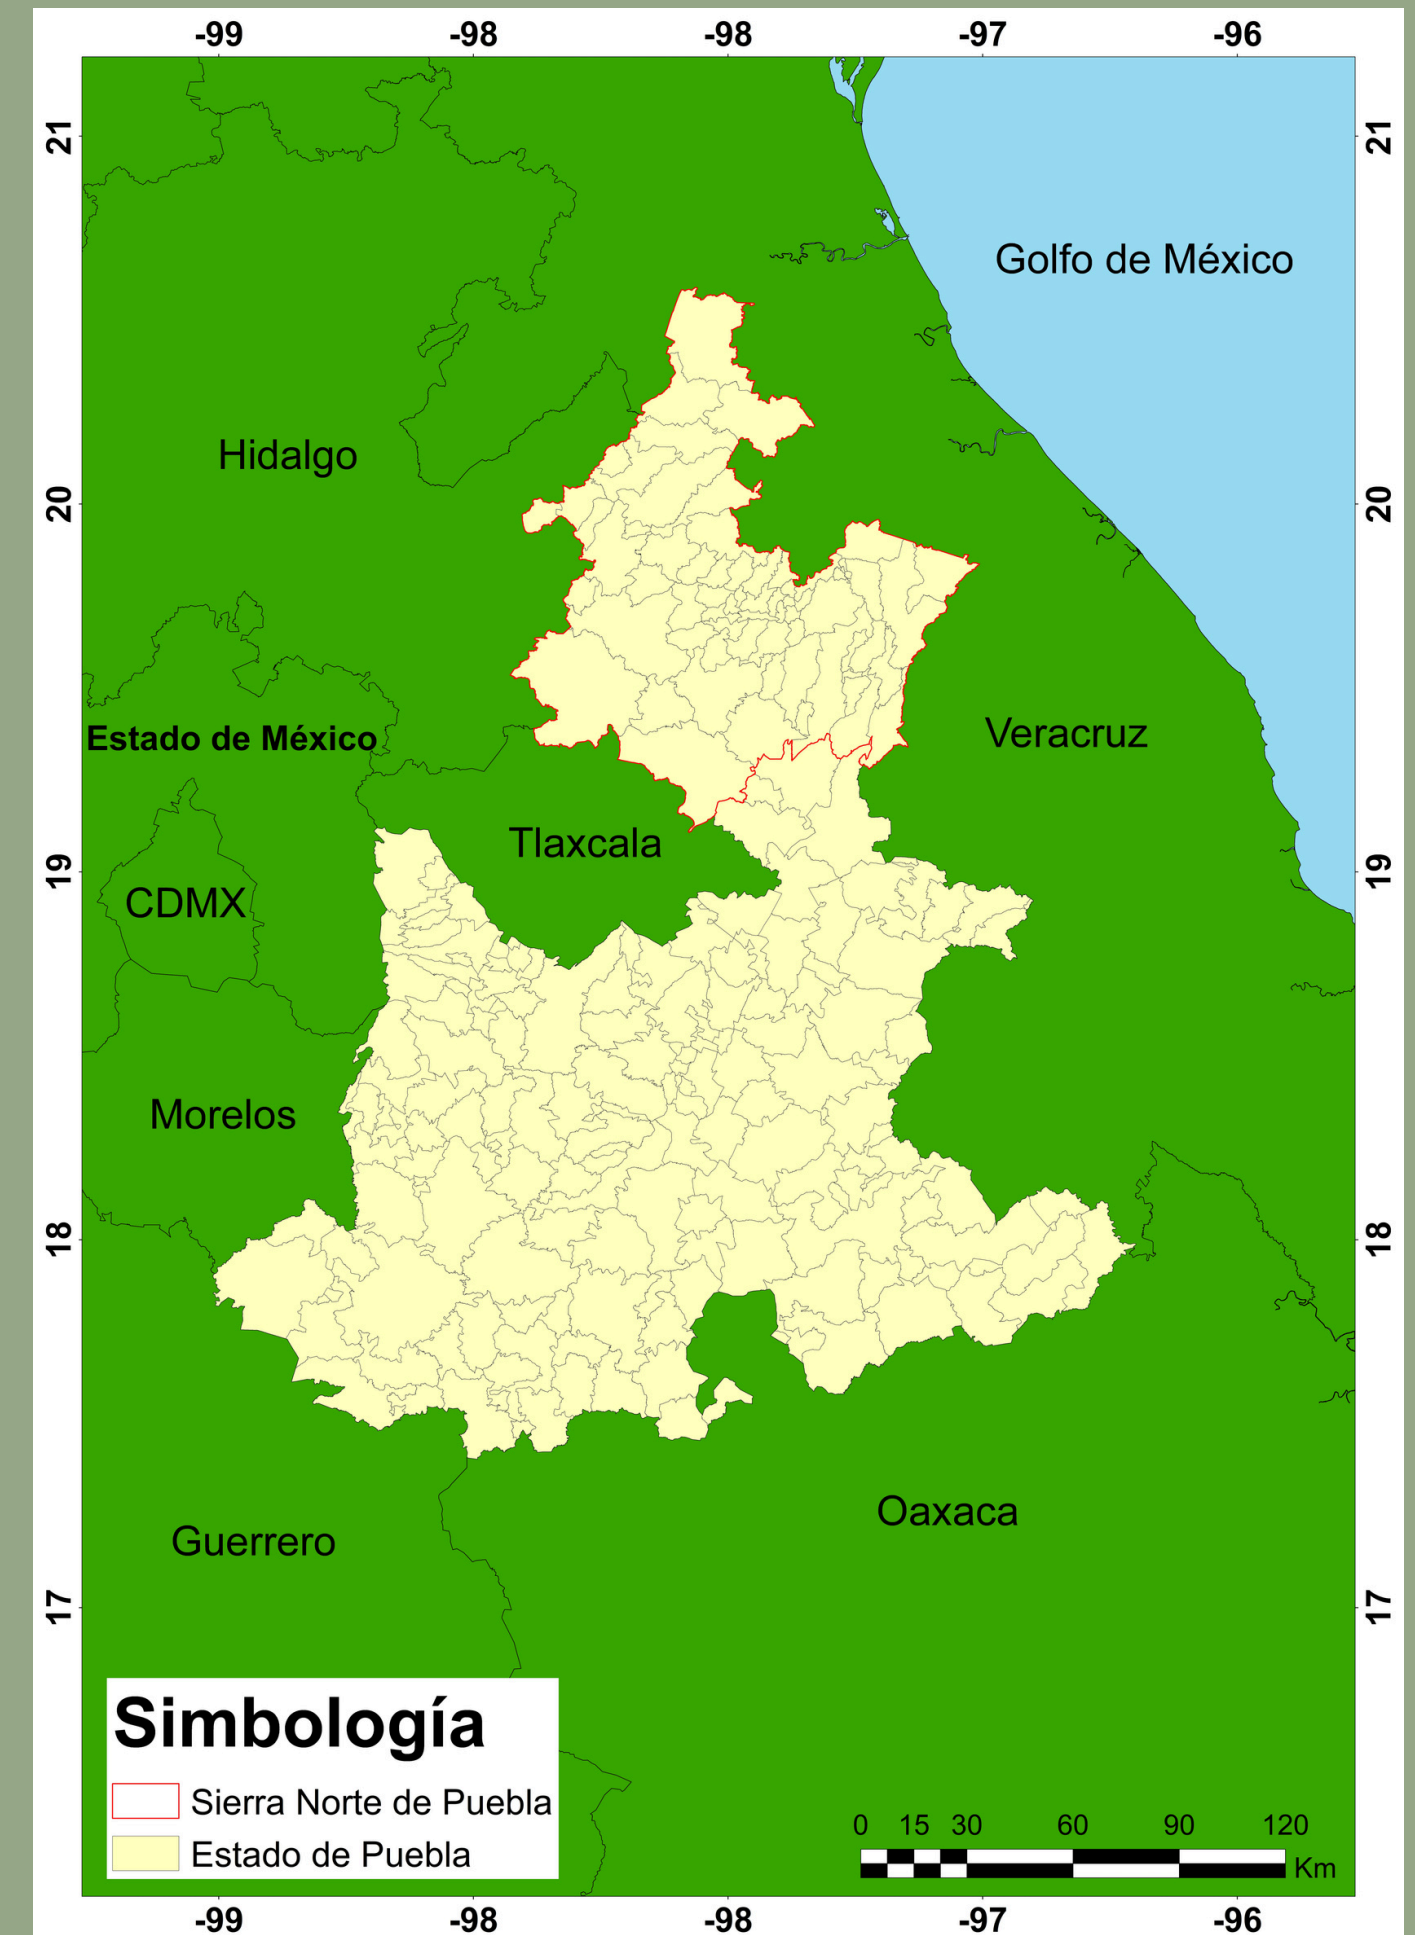 -99 -98 -98 -97 -96
21 21
Golfo de México
Hidalgo
20 20
Veracruz
Estado de México
Tlaxcala
19 19
CDMX
Morelos
18 18
Oaxaca
Guerrero
17 17
Simbología
Sierra Norte de Puebla
Estado de Puebla
0 15 30 60 90 120
Km
-99 -98 -98 -97 -96